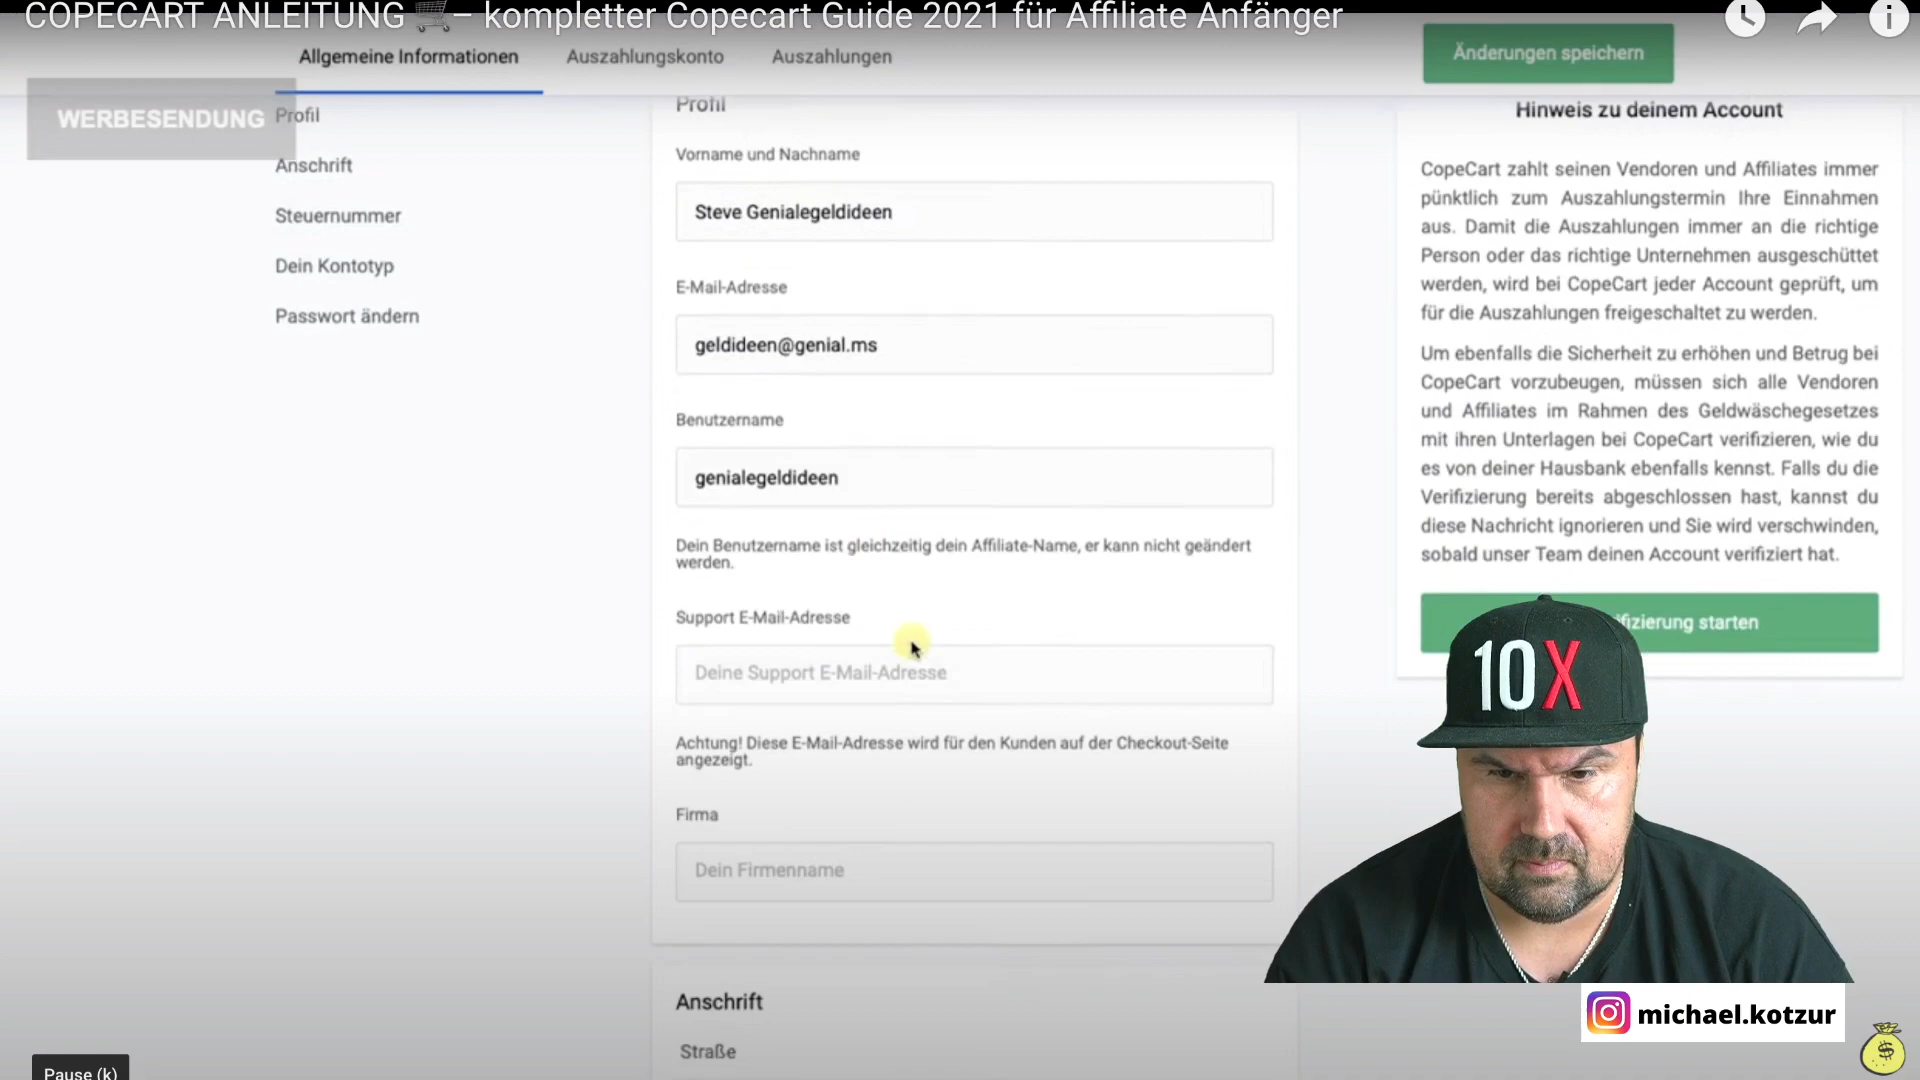 COPECART ANLEITUNG 🛒 – kompletter Copecart Guide 2021 für Affiliate Anfänger
Allgemeine Informationen
Auszahlungskonto
Auszahlungen
Änderungen speichern
WERBESENDUNG
Profil
Anschrift
Steuernummer
Dein Kontotyp
Passwort ändern
Profil
Vorname und Nachname
Steve Genialegeldideen
E-Mail-Adresse
geldideen@genial.ms
Benutzername
genialegeldideen
Dein Benutzername ist gleichzeitig dein Affiliate-Name, er kann nicht geändert
werden.
Support E-Mail-Adresse
Deine Support E-Mail-Adresse
Achtung! Diese E-Mail-Adresse wird für den Kunden auf der Checkout-Seite
angezeigt.
Firma
Dein Firmenname
Anschrift
Straße
Hinweis zu deinem Account
CopeCart zahlt seinen Vendoren und Affiliates immer
pünktlich zum Auszahlungstermin Ihre Einnahmen
aus. Damit die Auszahlungen immer an die richtige
Person oder das richtige Unternehmen ausgeschüttet
werden, wird bei CopeCart jeder Account geprüft, um
für die Auszahlungen freigeschaltet zu werden.
Um ebenfalls die Sicherheit zu erhöhen und Betrug bei
CopeCart vorzubeugen, müssen sich alle Vendoren
und Affiliates im Rahmen des Geldwäschegesetzes
mit ihren Unterlagen bei CopeCart verifizieren, wie du
es von deiner Hausbank ebenfalls kennst. Falls du die
Verifizierung bereits abgeschlossen hast, kannst du
diese Nachricht ignorieren und Sie wird verschwinden,
sobald unser Team deinen Account verifiziert hat.
ifizierung starten
10X
michael.kotzur
$
Pause (k)